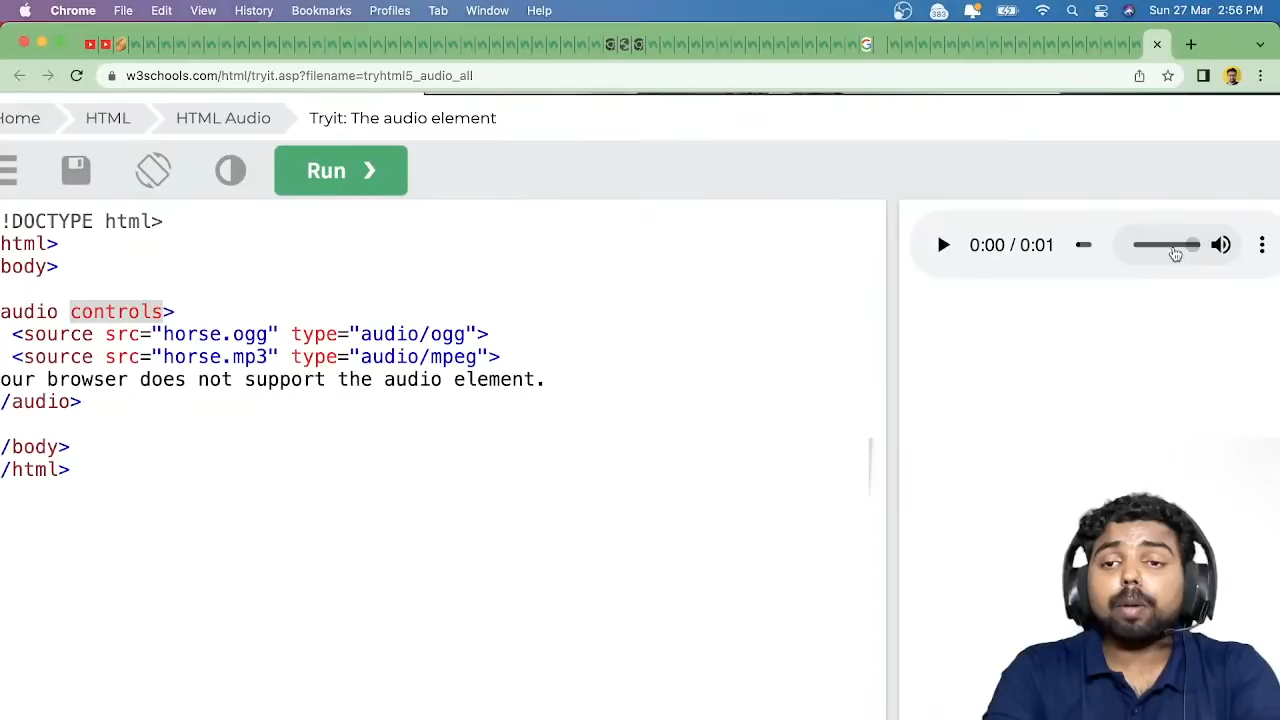 Chrome File Edit View History Bookmarks Profiles Tab Window Help 383 Sun 27 Mar 2:56 PM
w3schools.com/html/tryit.asp?filename=tryhtml5_audio_all
Home HTML HTML Audio Tryit: The audio element
Run ❯
!DOCTYPE html>
html>
body>
audio controls>
<source src="horse.ogg" type="audio/ogg">
<source src="horse.mp3" type="audio/mpeg">
our browser does not support the audio element.
/audio>
/body>
/html>
0:00 / 0:01